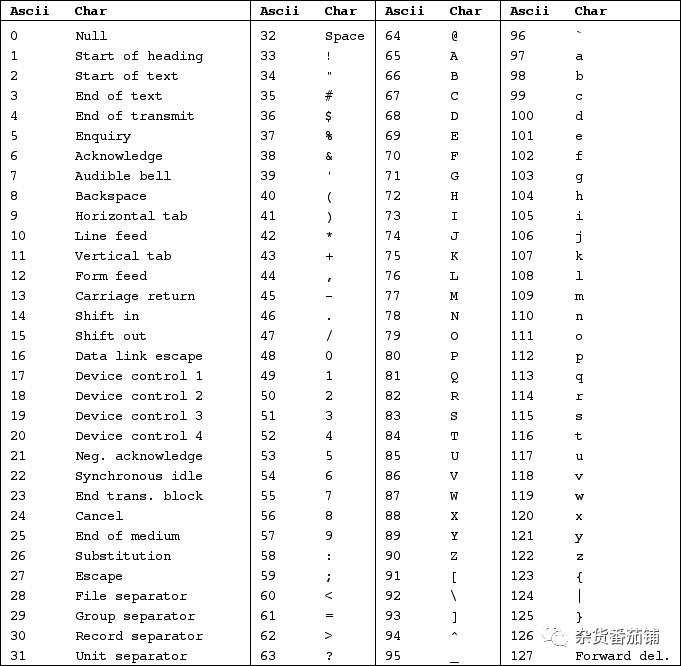 Ascii Char Ascii Char Ascii Char Ascii Char
0 Null 32 Space 64 @ 96 `
1 Start of heading 33 ! 65 A 97 a
2 Start of text 34 " 66 B 98 b
3 End of text 35 # 67 C 99 c
4 End of transmit 36 $ 68 D 100 d
5 Enquiry 37 % 69 E 101 e
6 Acknowledge 38 & 70 F 102 f
7 Audible bell 39 ' 71 G 103 g
8 Backspace 40 ( 72 H 104 h
9 Horizontal tab 41 ) 73 I 105 i
10 Line feed 42 * 74 J 106 j
11 Vertical tab 43 + 75 K 107 k
12 Form feed 44 , 76 L 108 l
13 Carriage return 45 - 77 M 109 m
14 Shift in 46 . 78 N 110 n
15 Shift out 47 / 79 O 111 o
16 Data link escape 48 0 80 P 112 p
17 Device control 1 49 1 81 Q 113 q
18 Device control 2 50 2 82 R 114 r
19 Device control 3 51 3 83 S 115 s
20 Device control 4 52 4 84 T 116 t
21 Neg. acknowledge 53 5 85 U 117 u
22 Synchronous idle 54 6 86 V 118 v
23 End trans. block 55 7 87 W 119 w
24 Cancel 56 8 88 X 120 x
25 End of medium 57 9 89 Y 121 y
26 Substitution 58 : 90 Z 122 z
27 Escape 59 ; 91 [ 123 {
28 File separator 60 < 92 \ 124 |
29 Group separator 61 = 93 ] 125 }
30 Record separator 62 > 94 ^ 126
杂货番茄铺
31 Unit separator 63 ? 95 _ 127 Forward del.